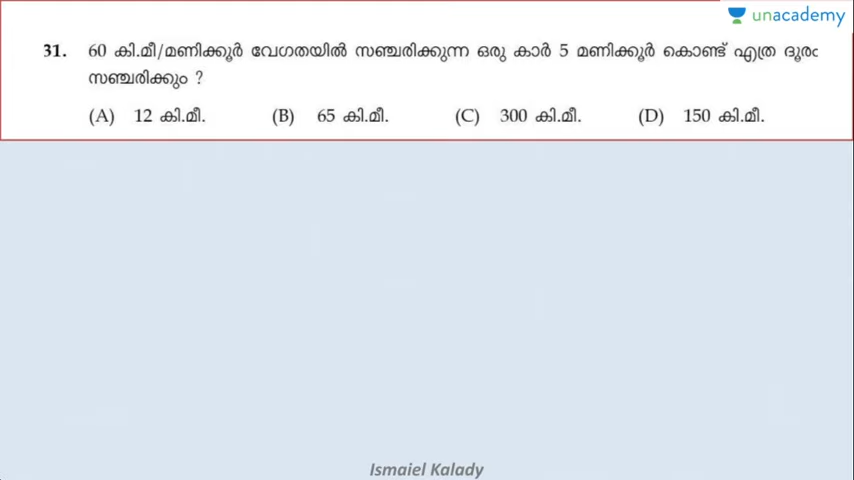 unacademy
31. 60 കി.മീ/മണിക്കൂർ വേഗതയിൽ സഞ്ചരിക്കുന്ന ഒരു കാർ 5 മണിക്കൂർ കൊണ്ട് എത്ര ദൂരം
സഞ്ചരിക്കും ?
(A) 12 കി.മീ. (B) 65 കി.മീ. (C) 300 കി.മീ. (D) 150 കി.മീ.
Ismaiel Kalady